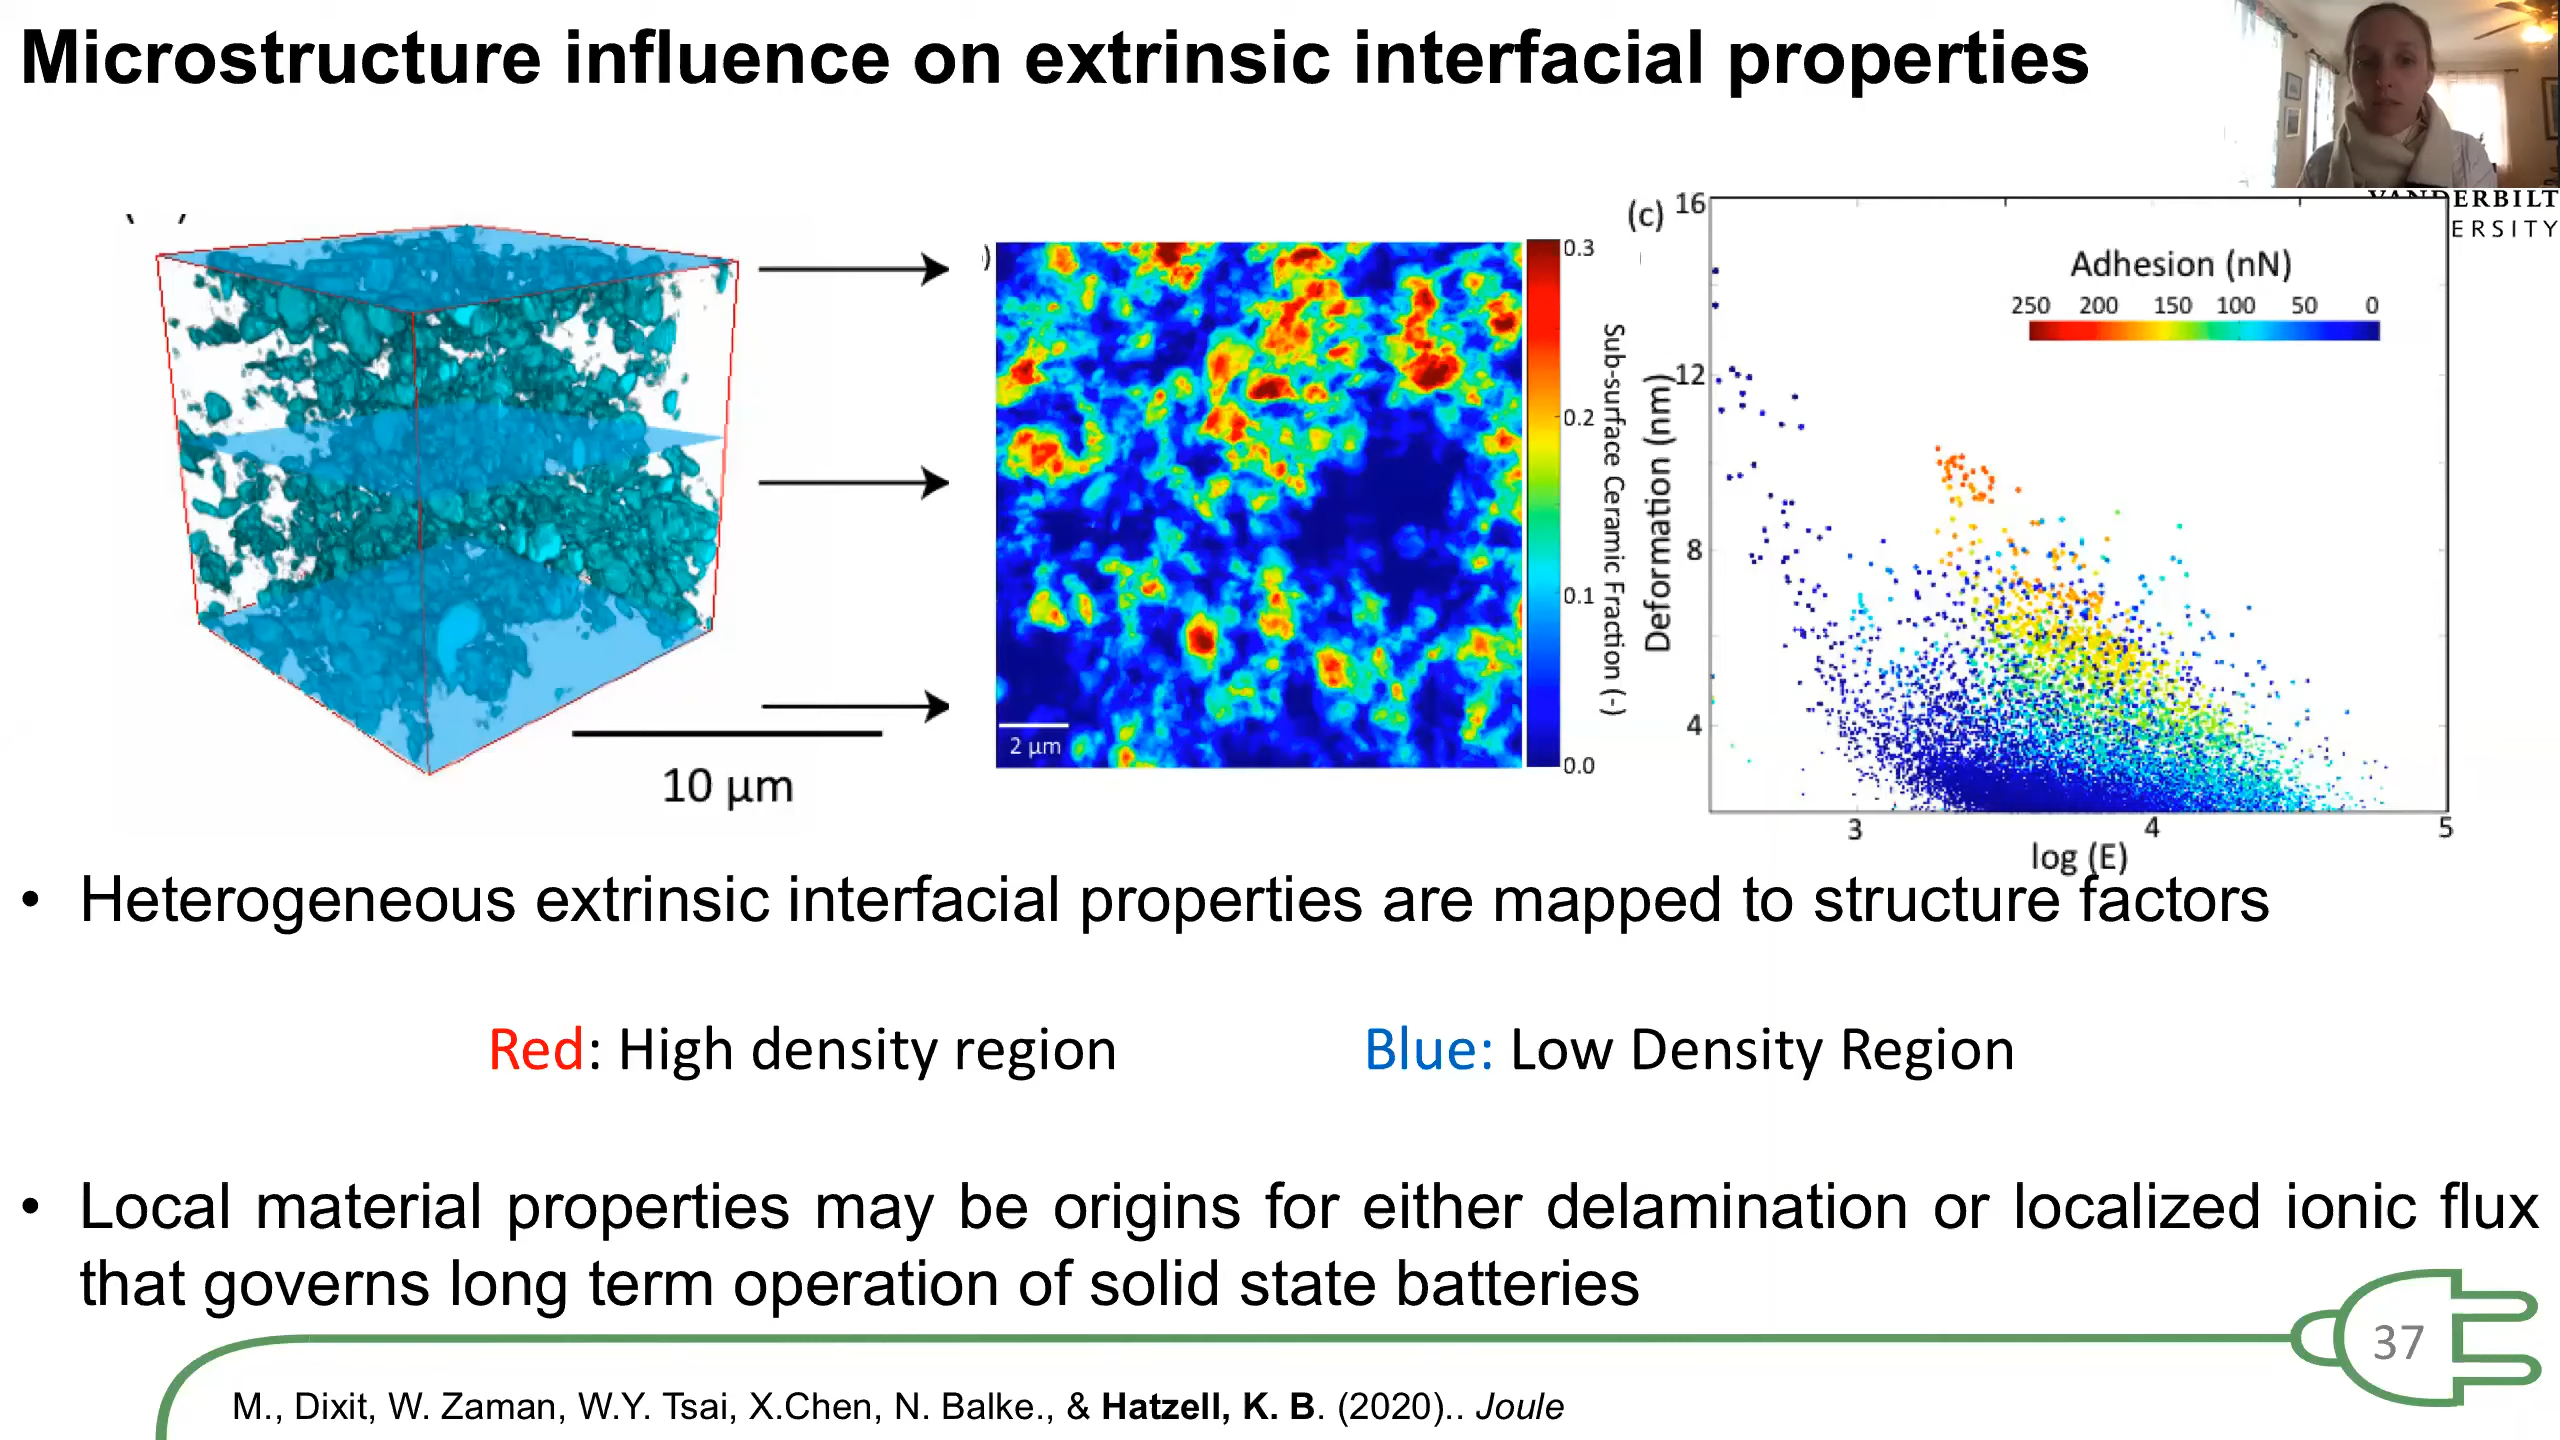 Microstructure influence on extrinsic interfacial properties
VANDERBILT
ERSITY
10 µm
)
2 µm
0.3
0.2
0.1
0.0
Sub-surface Ceramic Fraction (-)
(c)
16
12
8
4
Deformation (nm)
Adhesion (nN)
250 200 150 100 50 0
3 4 5
log (E)
• Heterogeneous extrinsic interfacial properties are mapped to structure factors
Red: High density region
Blue: Low Density Region
• Local material properties may be origins for either delamination or localized ionic flux
that governs long term operation of solid state batteries
37
M., Dixit, W. Zaman, W.Y. Tsai, X.Chen, N. Balke., & Hatzell, K. B. (2020).. Joule